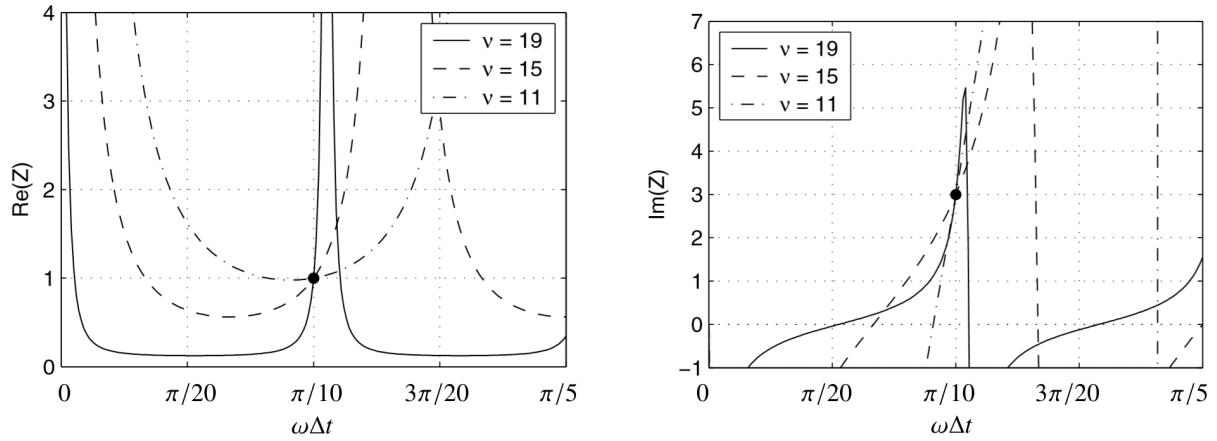 4
3
2
1
0
Re(Z)
0
π/20
π/10
3π/20
π/5
ωΔt
ν = 19
ν = 15
ν = 11
7
6
5
4
3
2
1
0
−1
Im(Z)
0
π/20
π/10
3π/20
π/5
ωΔt
ν = 19
ν = 15
ν = 11